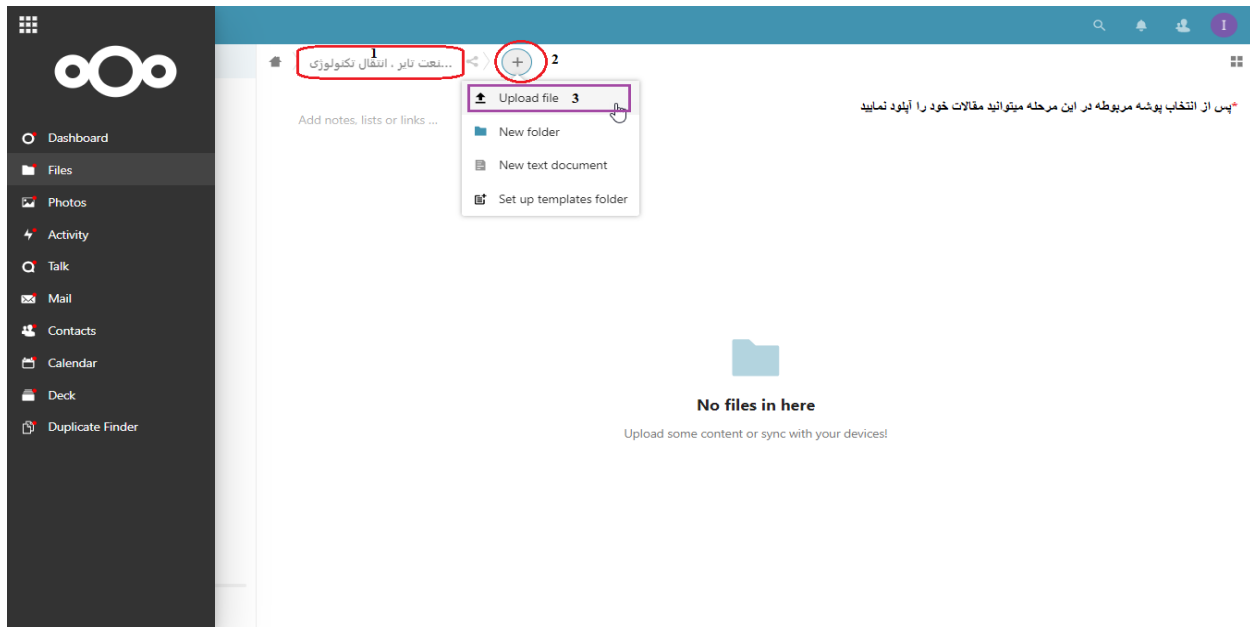 I
1
...نعت تایر ، انتقال تکنولوژی
+
2
Upload file 3
*پس از انتخاب پوشه مربوطه در این مرحله میتوانید مقالات خود را آپلود نمایید
Add notes, lists or links ...
New folder
New text document
Set up templates folder
Dashboard
Files
Photos
Activity
Talk
Mail
Contacts
Calendar
Deck
Duplicate Finder
No files in here
Upload some content or sync with your devices!